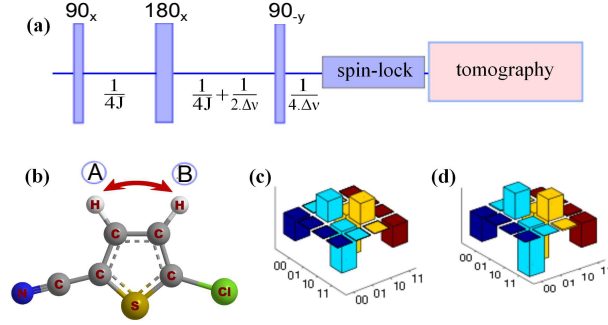 (a)
90x 180x 90-y
spin-lock
tomography
1/4J
1/4J + 1/2.Δν
1/4.Δν
(b)
A B
H H
C C
C C C
N S Cl
(c)
00 01 10 11
00 01 10 11
(d)
00 01 10 11
00 01 10 11